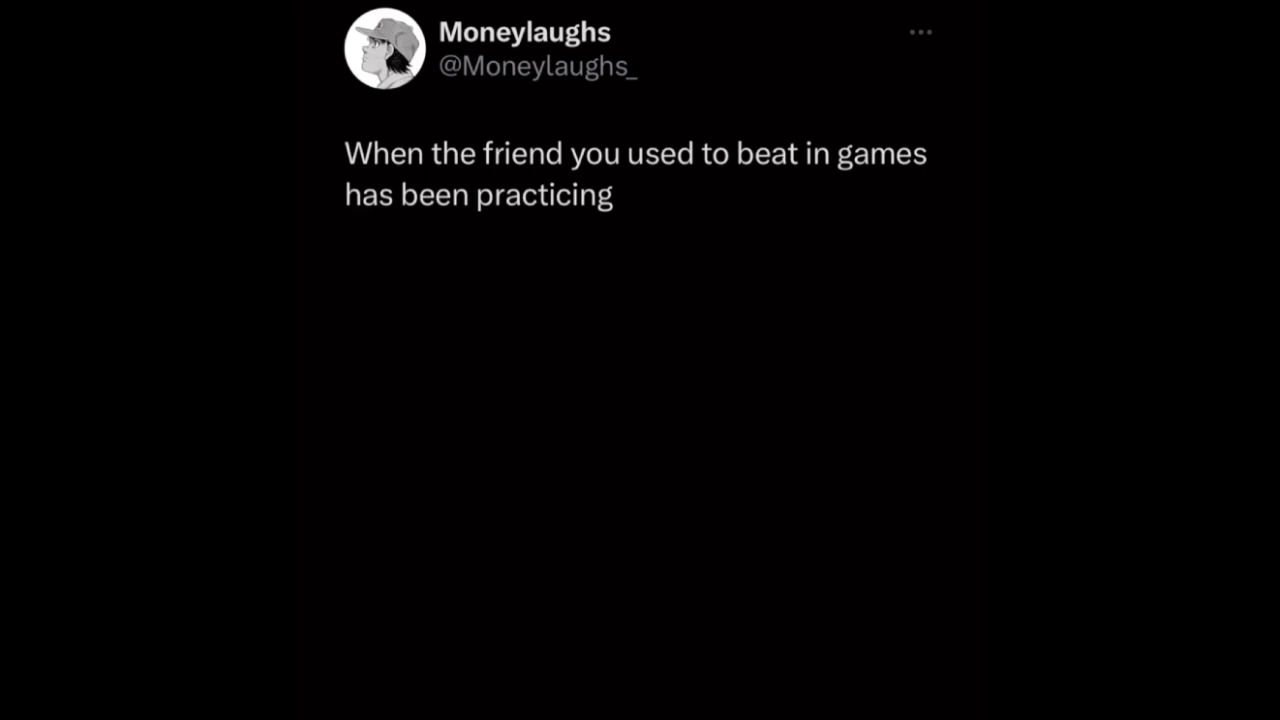 Moneylaughs
@Moneylaughs_
When the friend you used to beat in games
has been practicing